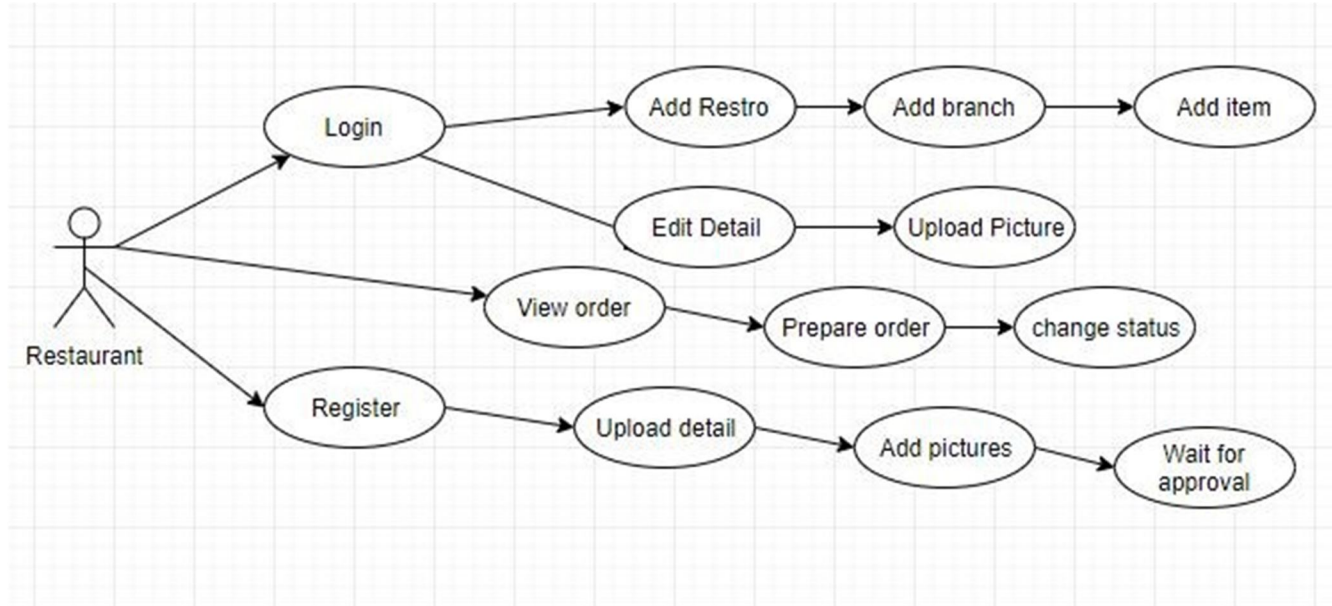 Login
Add Restro
Add branch
Add item
Edit Detail
Upload Picture
View order
Prepare order
change status
Restaurant
Register
Upload detail
Add pictures
Wait for
approval